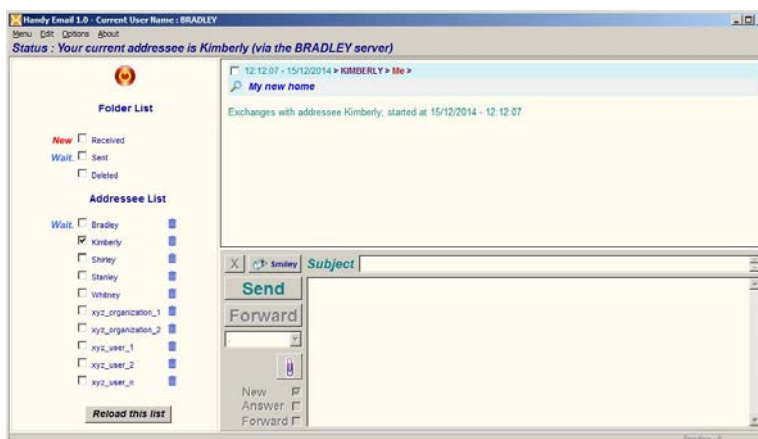 Handy Email 1.0 - Current User Name : BRADLEY
Menu Edit Options About
Status : Your current addressee is Kimberly (via the BRADLEY server)
Folder List
New Received
Wait. Sent
Deleted
Addressee List
Wait. Bradley
Kimberly
Shirley
Stanley
Whitney
xyz_organization_1
xyz_organization_2
xyz_user_1
xyz_user_2
xyz_user_n
Reload this list
12:12:07 - 15/12/2014 > KIMBERLY > Me >
My new home
Exchanges with addressee Kimberly; started at 15/12/2014 - 12:12:07
X Smiley Subject
Send
Forward
New
Answer
Forward